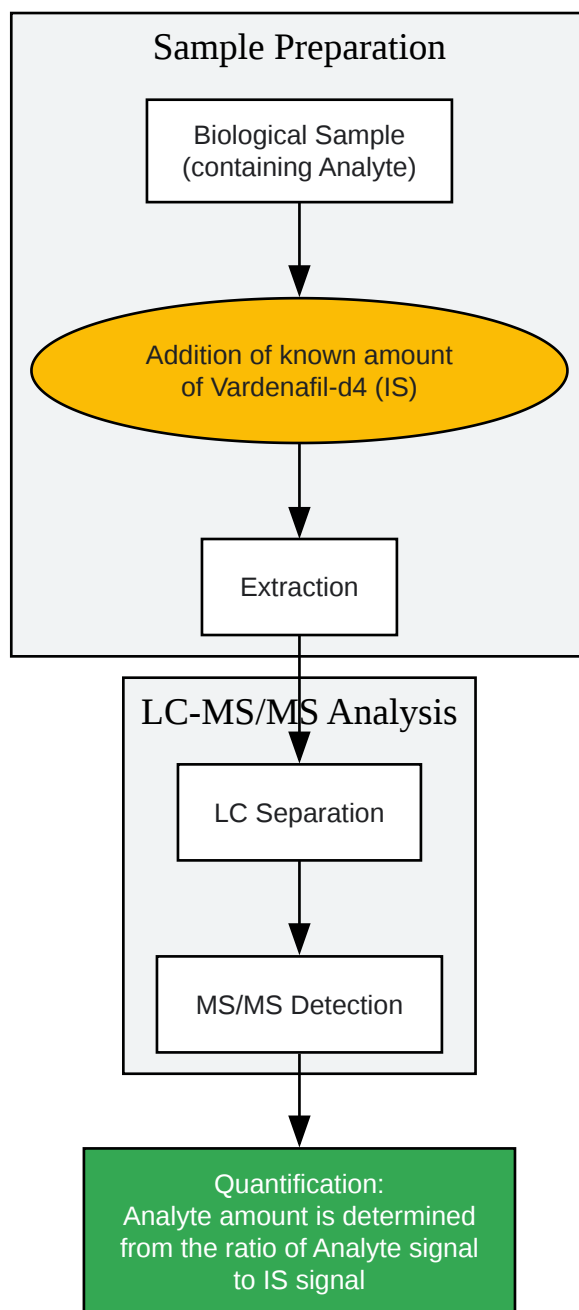 Sample Preparation
Biological Sample
(containing Analyte)
Addition of known amount
of Vardenafil-d4 (IS)
Extraction
LC-MS/MS Analysis
LC Separation
MS/MS Detection
Quantification:
Analyte amount is determined
from the ratio of Analyte signal
to IS signal